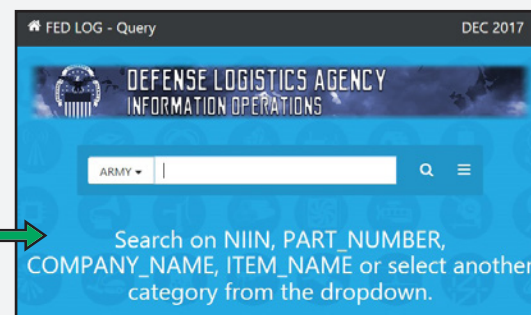 FED LOG - Query DEC 2017
DEFENSE LOGISTICS AGENCY
INFORMATION OPERATIONS
ARMY
Search on NIIN, PART_NUMBER,
COMPANY_NAME, ITEM_NAME or select another
category from the dropdown.